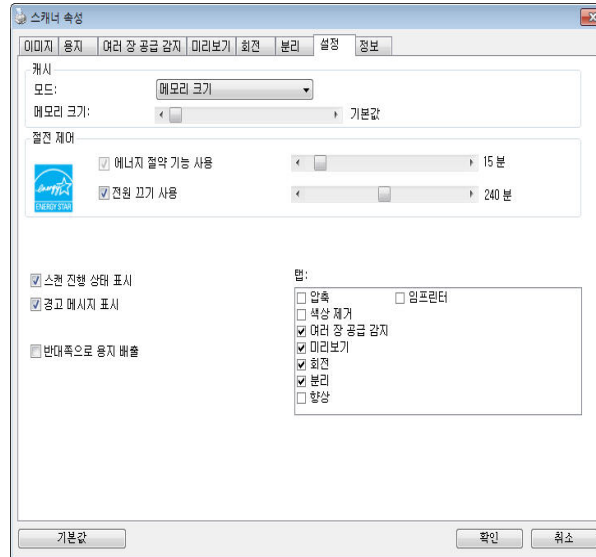 스캐너 속성
이미지 용지 여러 장 공급 감지 미리보기 회전 분리 설정 정보
캐시
모드: 메모리 크기
메모리 크기: 기본값
절전 제어
에너지 절약 기능 사용 15 분
전원 끄기 사용 240 분
energy
ENERGY STAR
스캔 진행 상태 표시
경고 메시지 표시
반대쪽으로 용지 배출
탭:
압축 임프린터
색상 제거
여러 장 공급 감지
미리보기
회전
분리
향상
기본값 확인 취소